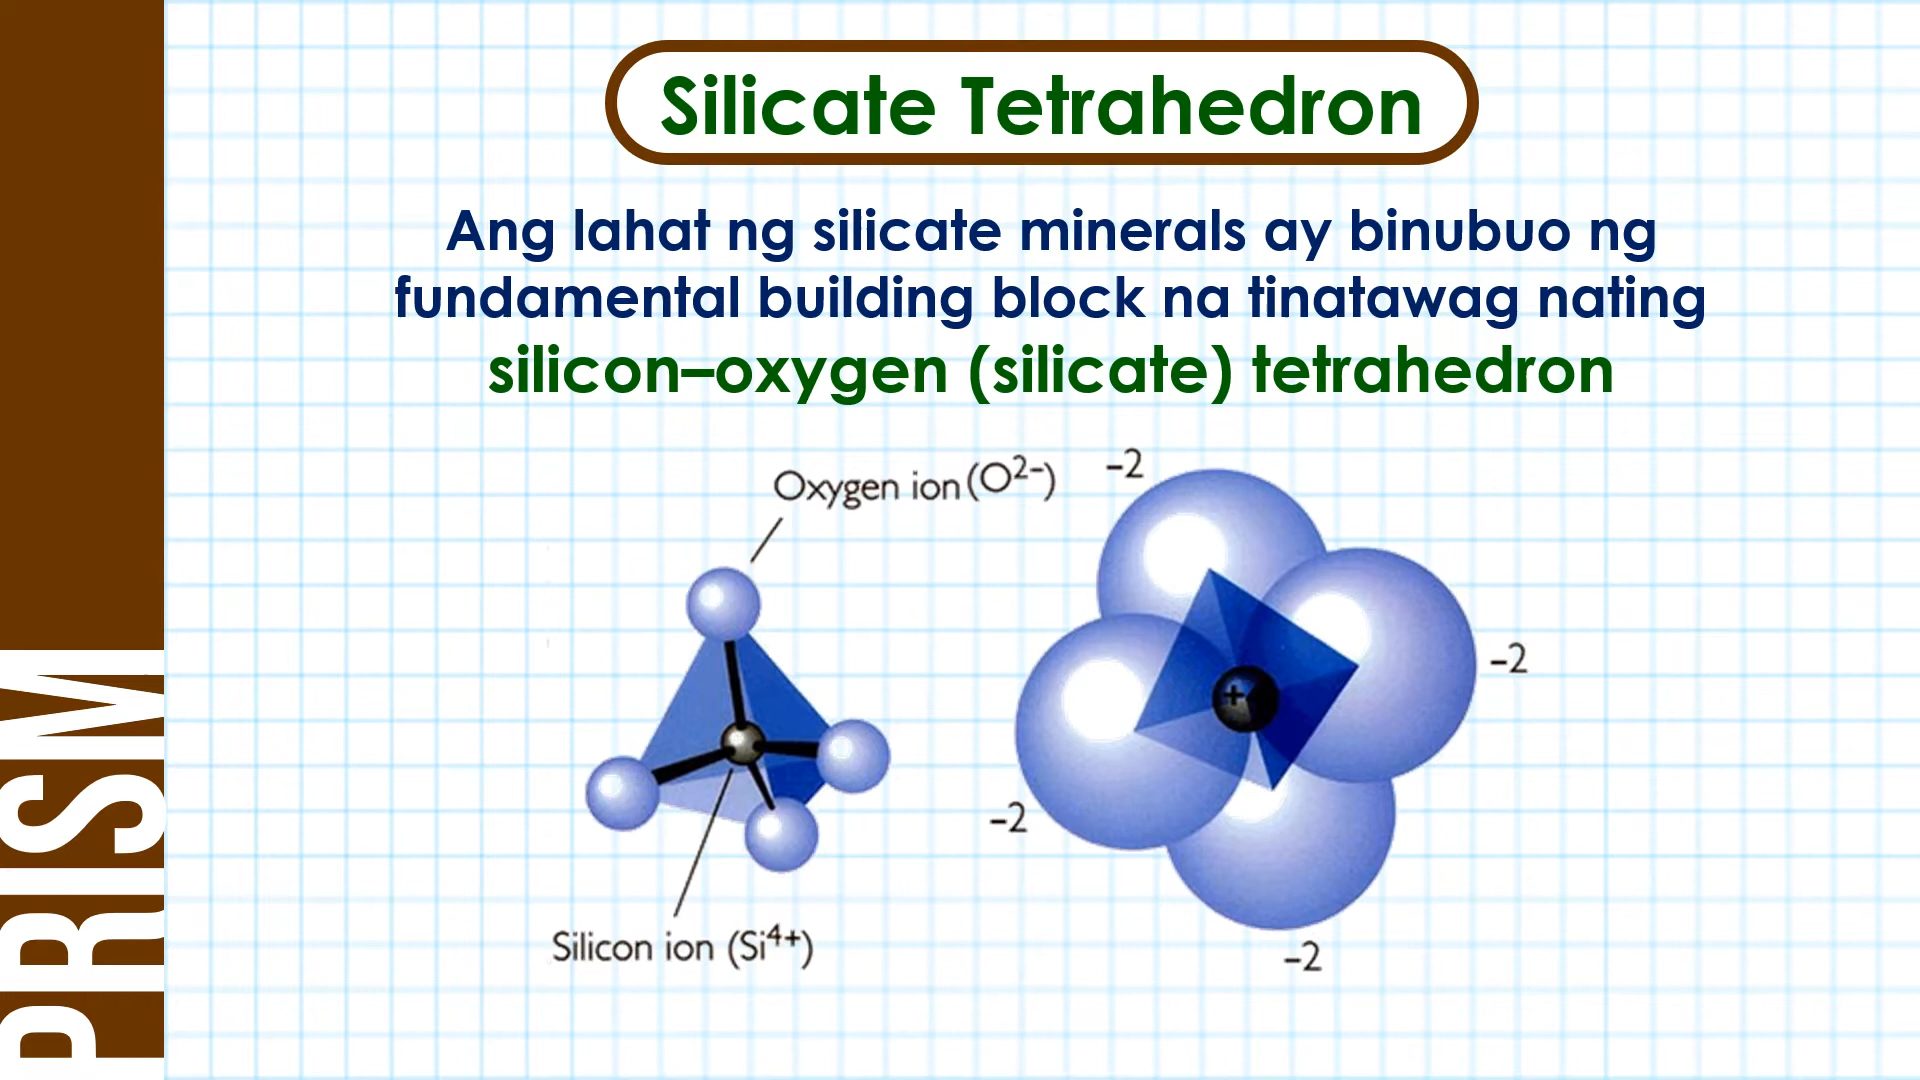 Silicate Tetrahedron
Ang lahat ng silicate minerals ay binubuo ng
fundamental building block na tinatawag nating
silicon–oxygen (silicate) tetrahedron
Oxygen ion (O²⁻)
–2
–2
+
–2
Silicon ion (Si⁴⁺)
–2
PRISM